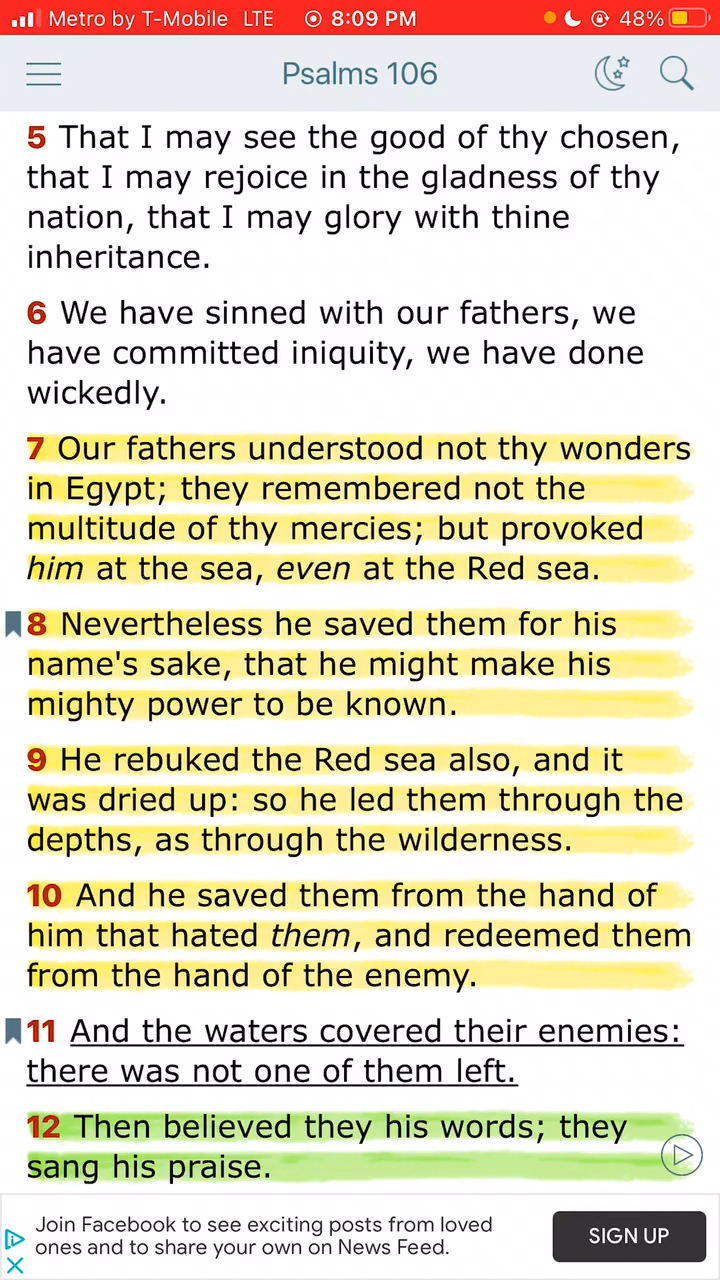 Metro by T-Mobile LTE 8:09 PM 48%
Psalms 106
5 That I may see the good of thy chosen,
that I may rejoice in the gladness of thy
nation, that I may glory with thine
inheritance.
6 We have sinned with our fathers, we
have committed iniquity, we have done
wickedly.
7 Our fathers understood not thy wonders
in Egypt; they remembered not the
multitude of thy mercies; but provoked
him at the sea, even at the Red sea.
8 Nevertheless he saved them for his
name's sake, that he might make his
mighty power to be known.
9 He rebuked the Red sea also, and it
was dried up: so he led them through the
depths, as through the wilderness.
10 And he saved them from the hand of
him that hated them, and redeemed them
from the hand of the enemy.
11 And the waters covered their enemies:
there was not one of them left.
12 Then believed they his words; they
sang his praise.
Join Facebook to see exciting posts from loved
ones and to share your own on News Feed.
SIGN UP